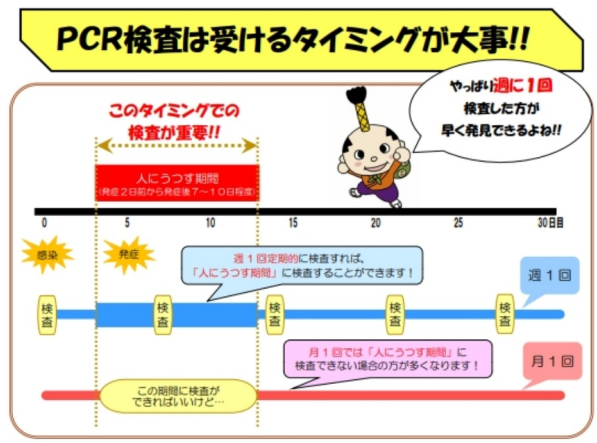 PCR検査は受けるタイミングが大事!!
やっぱり週に1回
検査した方が
早く発見できるよね!!
このタイミングでの
検査が重要!!
人にうつす期間
(発症2日前から発症後7~10日程度)
0 5 10 15 20 25 30日目
感染
発症
週1回定期的に検査すれば、
「人にうつす期間」に検査することができます!
週1回
検査
検査
検査
検査
検査
月1回では「人にうつす期間」に
検査できない場合の方が多くなります!
月1回
この期間に検査が
できればいいけど…